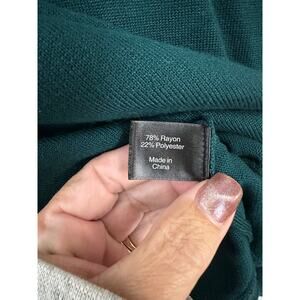 78% Rayon
22% Polyester
Made in
China